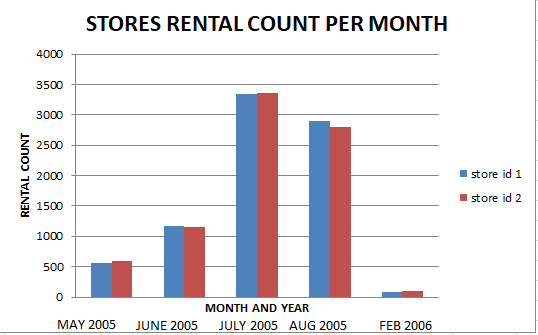 STORES RENTAL COUNT PER MONTH
4000
3500
3000
2500
2000
1500
1000
500
0
RENTAL COUNT
store id 1
store id 2
MONTH AND YEAR
MAY 2005 JUNE 2005 JULY 2005 AUG 2005 FEB 2006